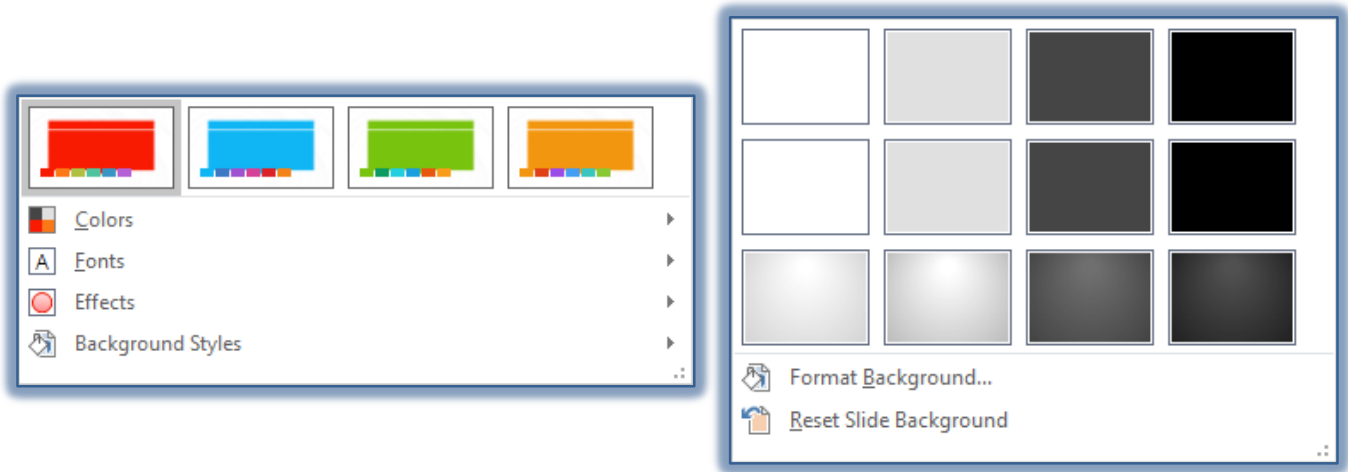 Colors
A
Fonts
Effects
Background Styles
Format Background...
Reset Slide Background